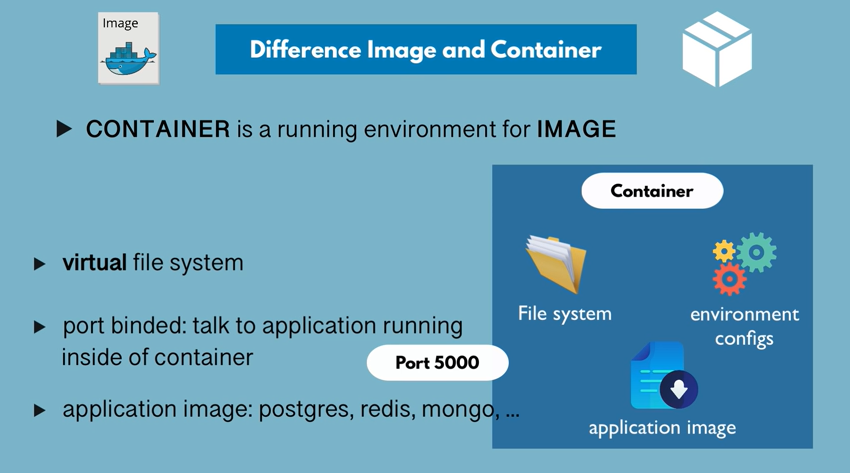 Image
Difference Image and Container
CONTAINER is a running environment for IMAGE
Container
virtual file system
File system
environment
configs
port binded: talk to application running
inside of container
Port 5000
application image: postgres, redis, mongo, ...
application image